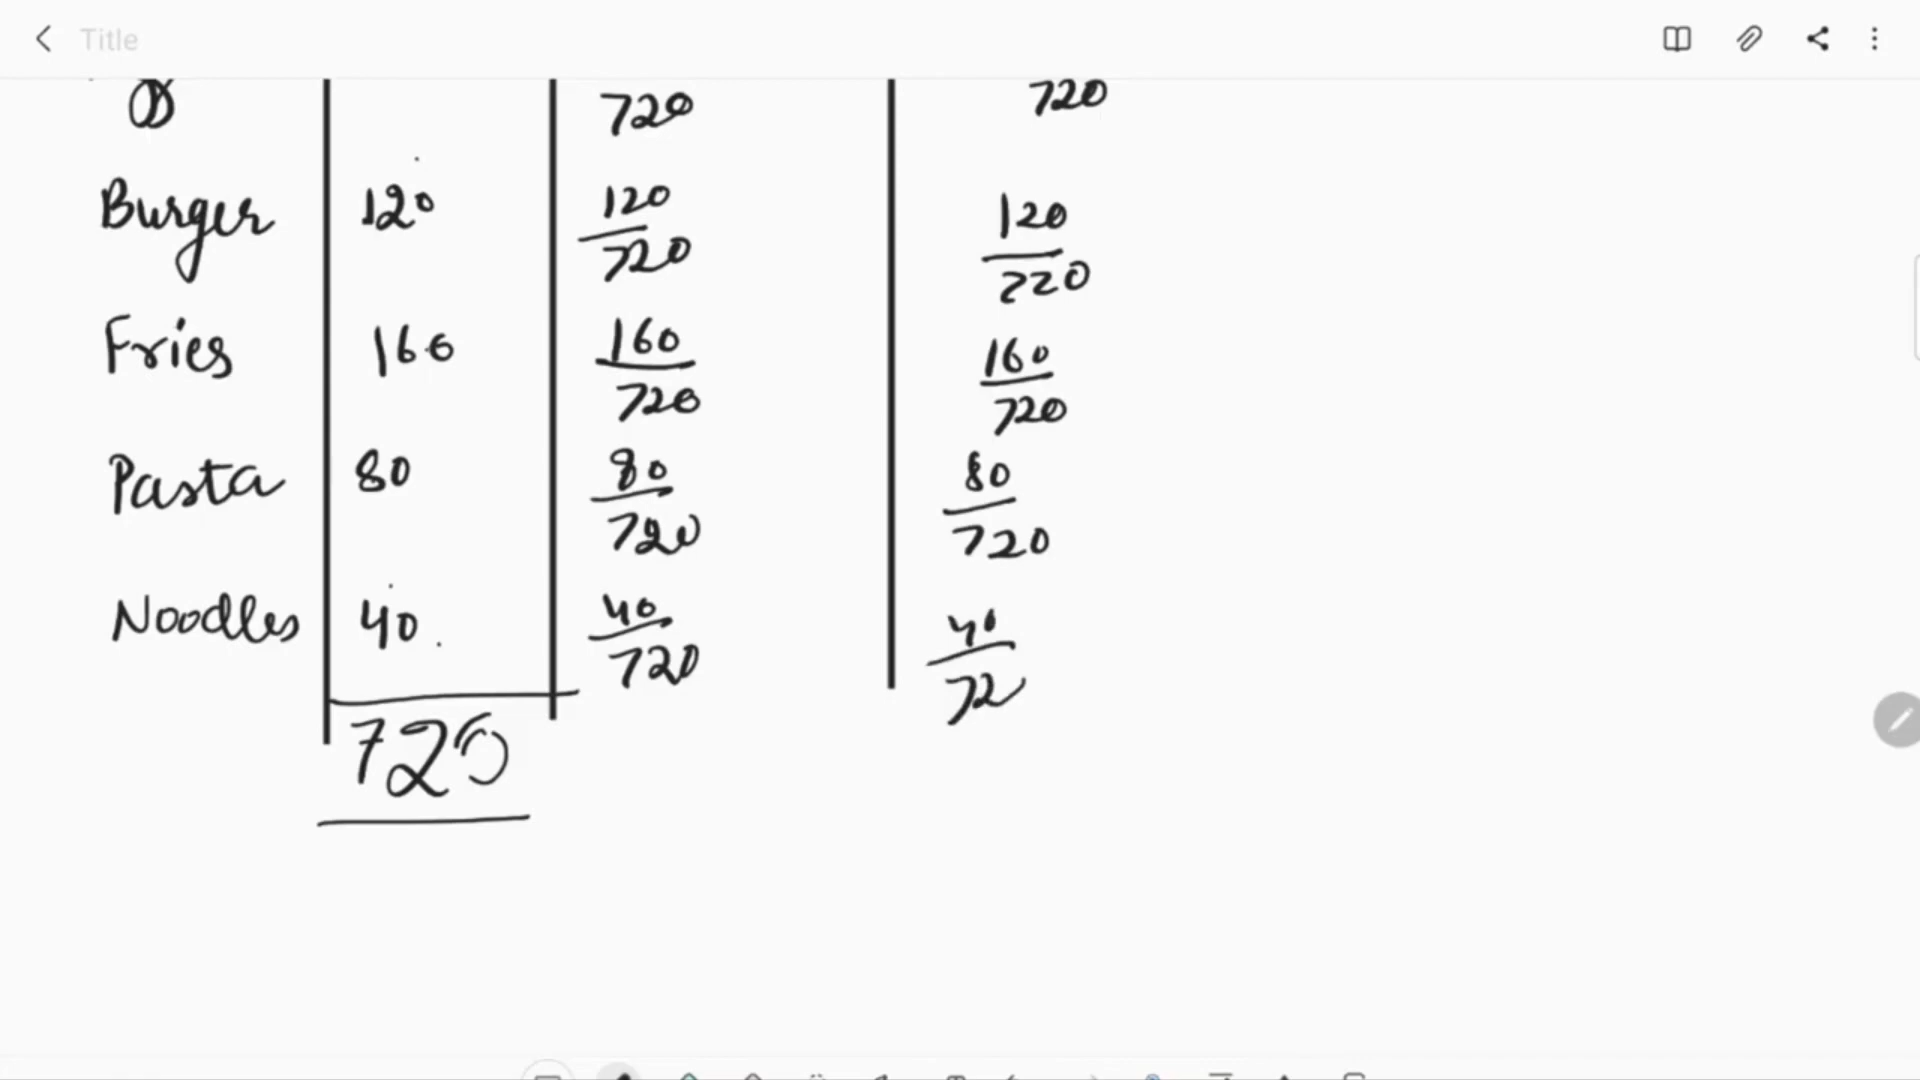 Title
720 720
Burger 120 120/720 120/720
Fries 160 160/720 160/720
Pasta 80 80/720 80/720
Noodles 40 40/720 40/72
720